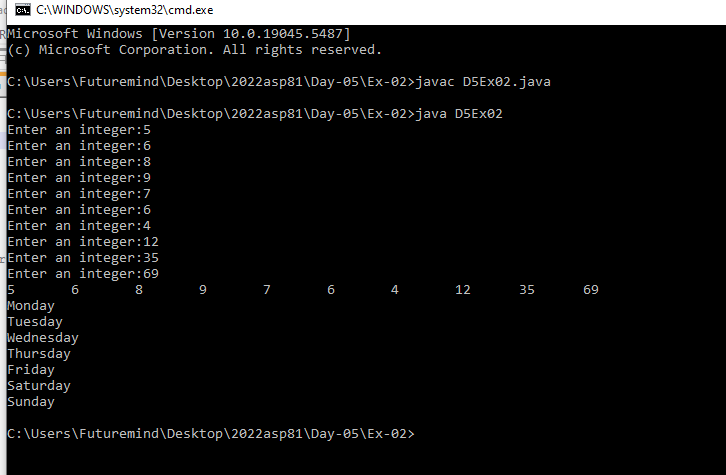 C:\WINDOWS\system32\cmd.exe
Microsoft Windows [Version 10.0.19045.5487]
(c) Microsoft Corporation. All rights reserved.
C:\Users\Futuremind\Desktop\2022asp81\Day-05\Ex-02>javac D5Ex02.java
C:\Users\Futuremind\Desktop\2022asp81\Day-05\Ex-02>java D5Ex02
Enter an integer:5
Enter an integer:6
Enter an integer:8
Enter an integer:9
Enter an integer:7
Enter an integer:6
Enter an integer:4
Enter an integer:12
Enter an integer:35
Enter an integer:69
5 6 8 9 7 6 4 12 35 69
Monday
Tuesday
Wednesday
Thursday
Friday
Saturday
Sunday
C:\Users\Futuremind\Desktop\2022asp81\Day-05\Ex-02>